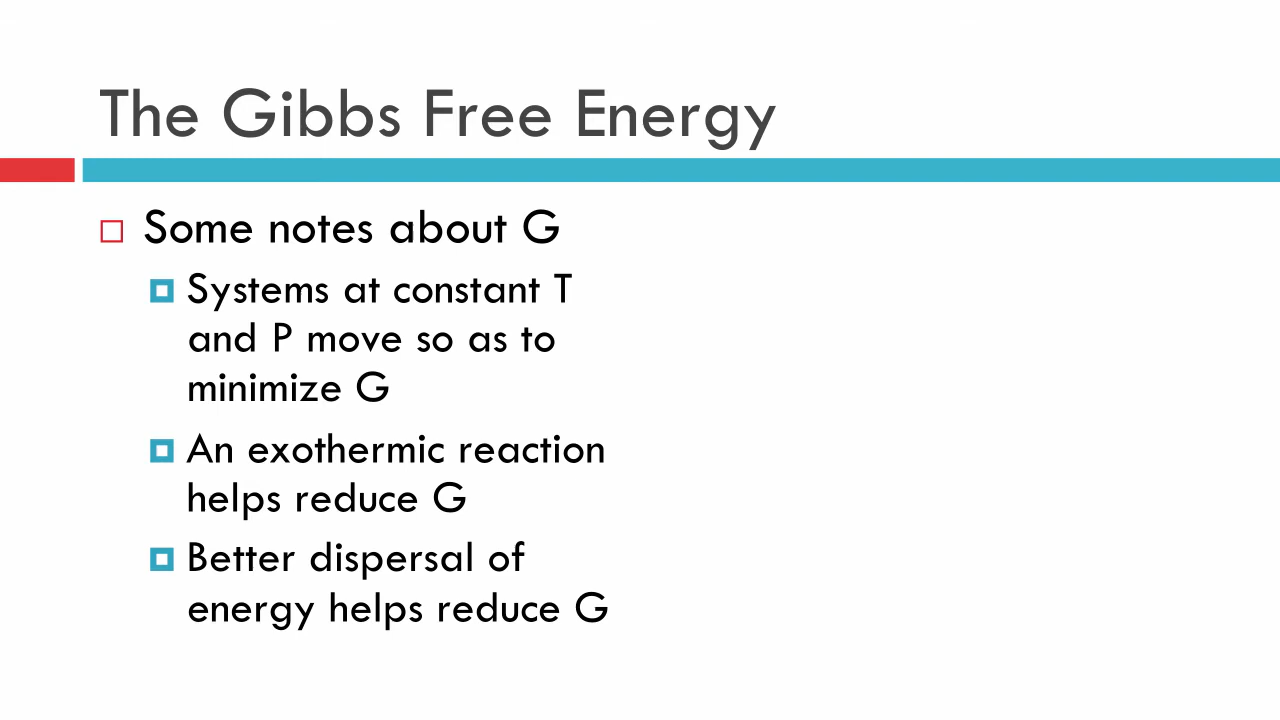 The Gibbs Free Energy
Some notes about G
Systems at constant T
and P move so as to
minimize G
An exothermic reaction
helps reduce G
Better dispersal of
energy helps reduce G